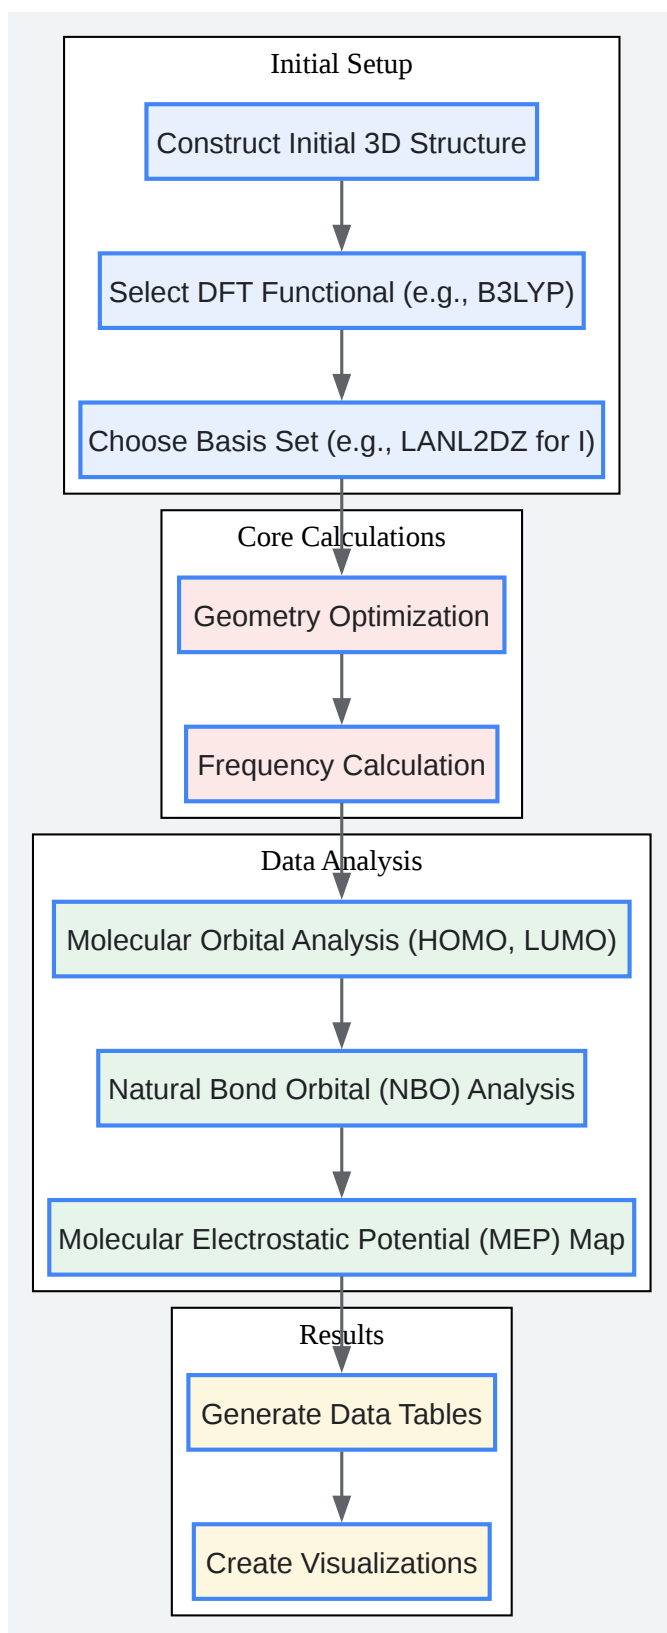 Initial Setup
Construct Initial 3D Structure
Select DFT Functional (e.g., B3LYP)
Choose Basis Set (e.g., LANL2DZ for I)
Core Calculations
Geometry Optimization
Frequency Calculation
Data Analysis
Molecular Orbital Analysis (HOMO, LUMO)
Natural Bond Orbital (NBO) Analysis
Molecular Electrostatic Potential (MEP) Map
Results
Generate Data Tables
Create Visualizations